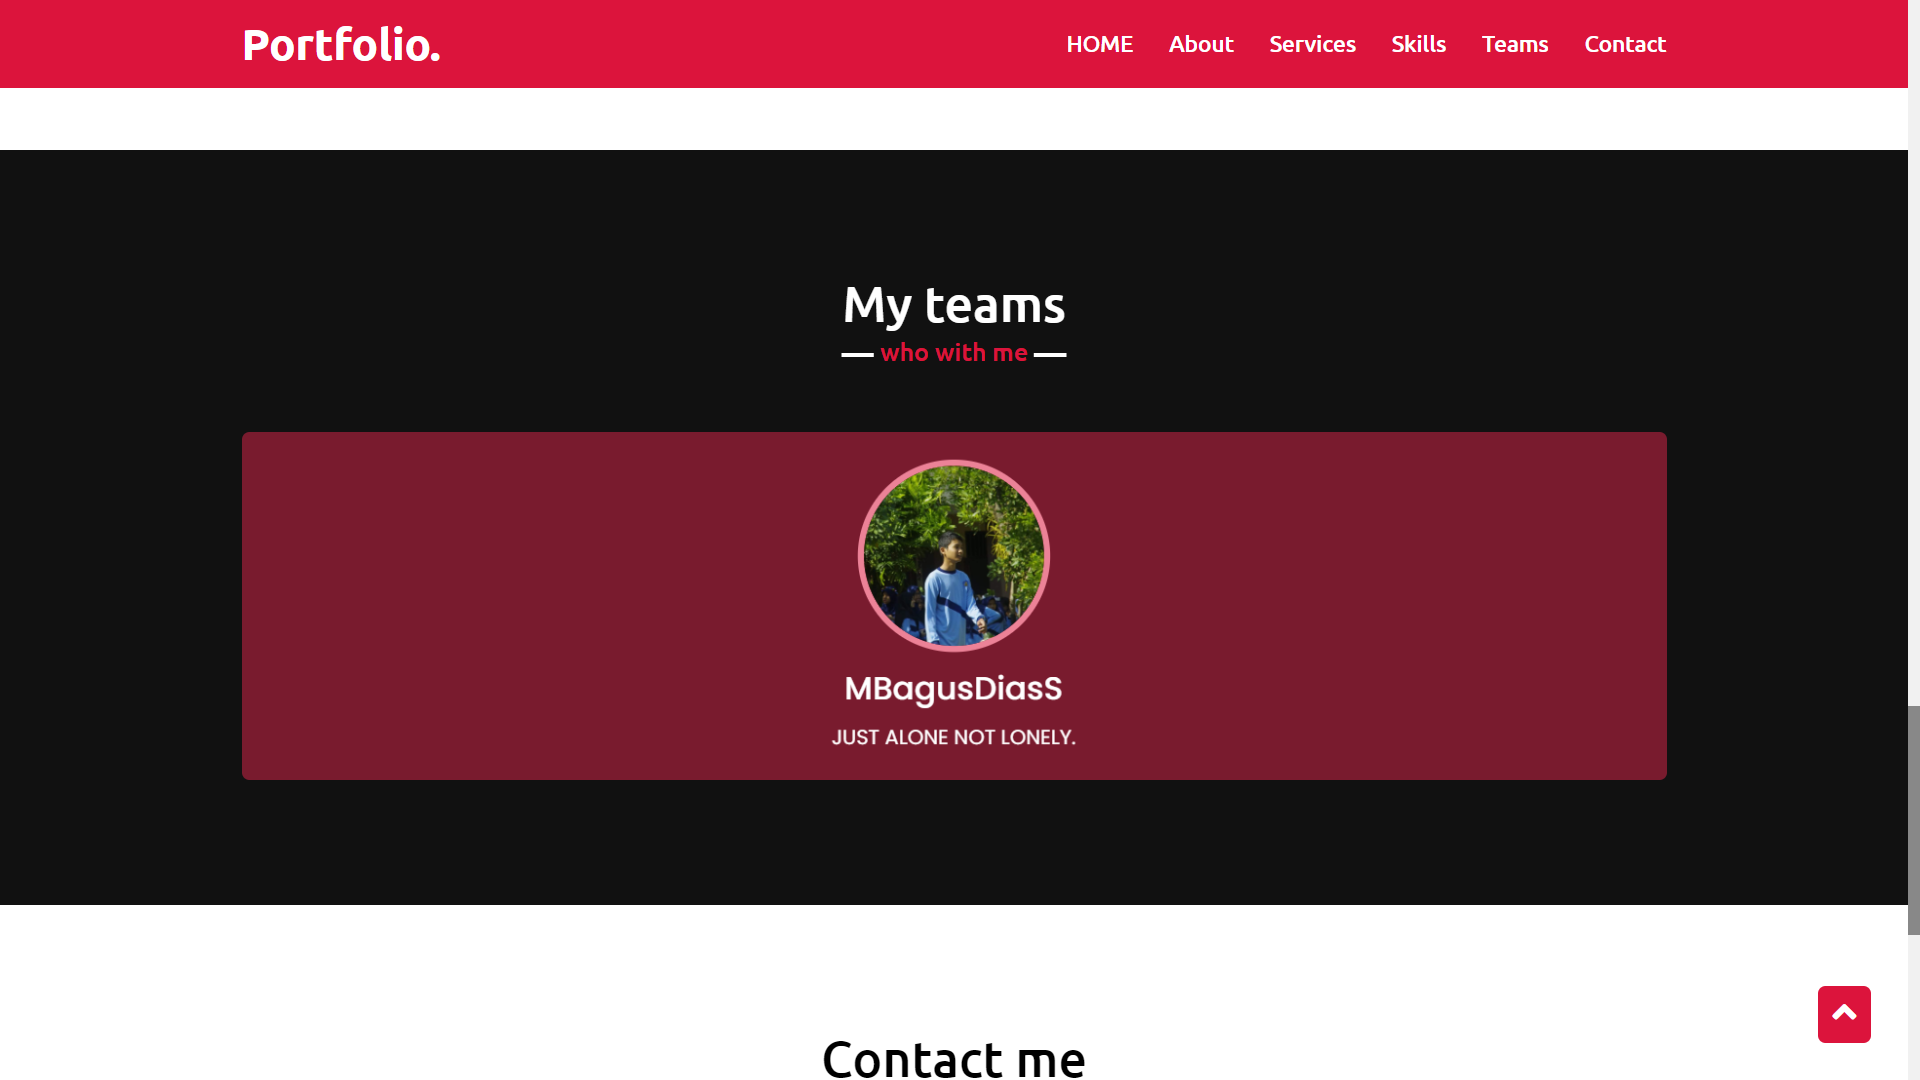 Portfolio.
HOME About Services Skills Teams Contact
My teams
who with me
MBagusDiasS
JUST ALONE NOT LONELY.
Contact me